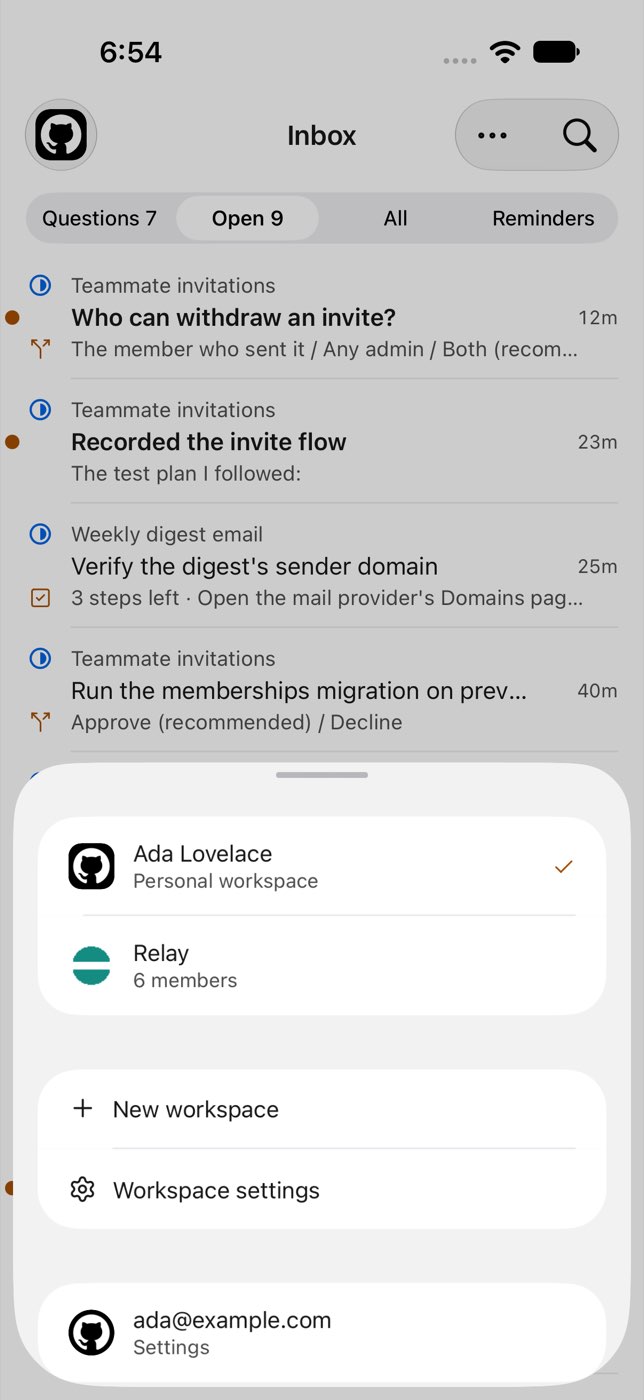 6:54
Inbox
Questions 7
Open 9
All
Reminders
Teammate invitations
Who can withdraw an invite?
12m
The member who sent it / Any admin / Both (recom...
Teammate invitations
Recorded the invite flow
23m
The test plan I followed:
Weekly digest email
Verify the digest's sender domain
25m
3 steps left · Open the mail provider's Domains pag...
Teammate invitations
Run the memberships migration on prev...
40m
Approve (recommended) / Decline
Ada Lovelace
Personal workspace
Relay
6 members
New workspace
Workspace settings
ada@example.com
Settings